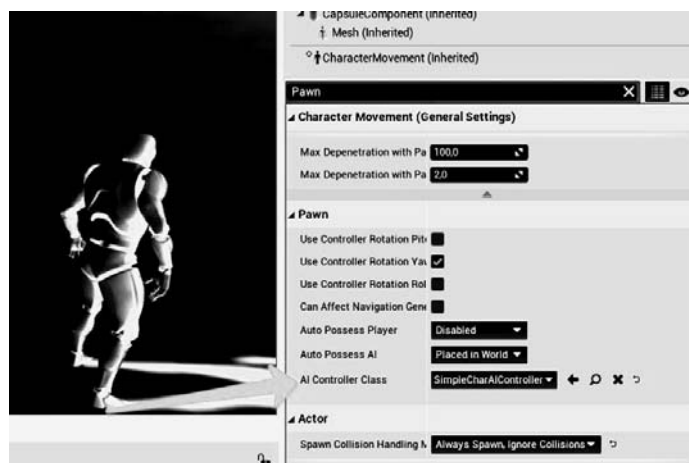 CapsuleComponent (Inherited)
Mesh (Inherited)
CharacterMovement (Inherited)
Pawn
Character Movement (General Settings)
Max Depenetration with Pa 100,0
Max Depenetration with Pa 2,0
Pawn
Use Controller Rotation Pit
Use Controller Rotation Yaw
Use Controller Rotation Rol
Can Affect Navigation Gene
Auto Possess Player Disabled
Auto Possess AI Placed in World
AI Controller Class SimpleCharAIController
Actor
Spawn Collision Handling M Always Spawn, Ignore Collisions